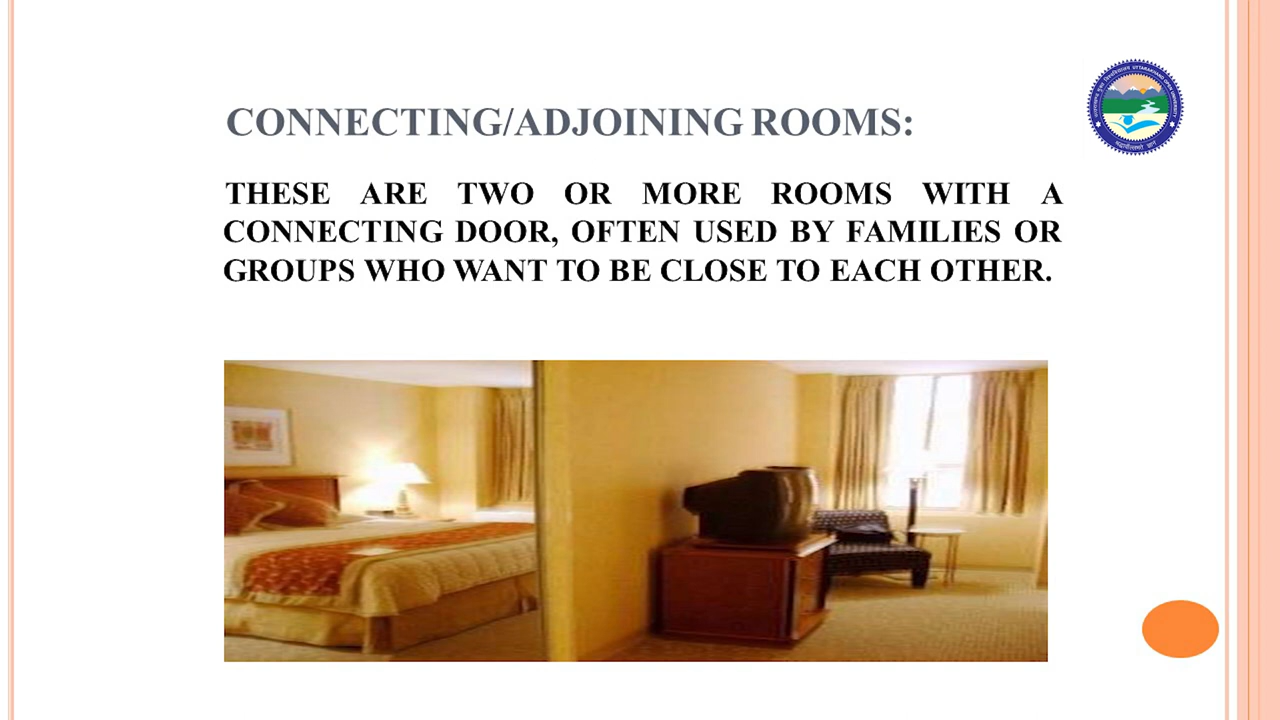 CONNECTING/ADJOINING ROOMS:
THESE ARE TWO OR MORE ROOMS WITH A
CONNECTING DOOR, OFTEN USED BY FAMILIES OR
GROUPS WHO WANT TO BE CLOSE TO EACH OTHER.